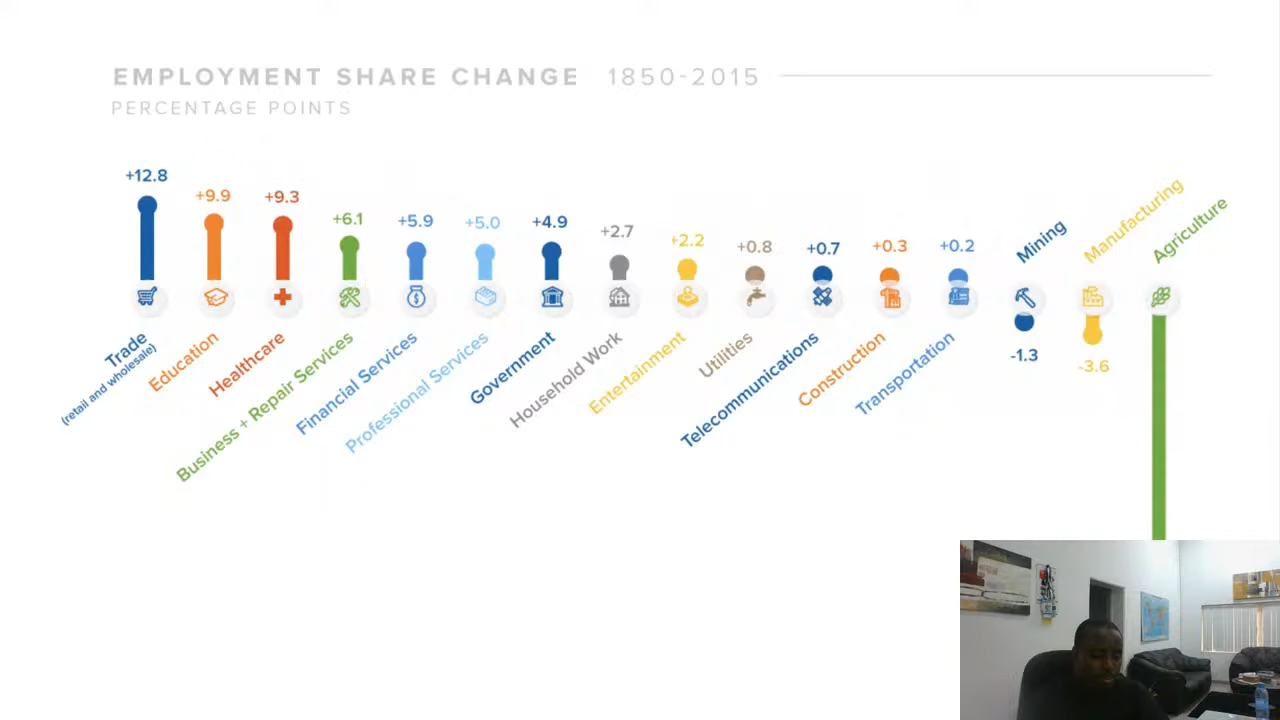 EMPLOYMENT SHARE CHANGE 1850-2015
PERCENTAGE POINTS
+12.8
+9.9
+9.3
+6.1
+5.9
+5.0
+4.9
+2.7
+2.2
+0.8
+0.7
+0.3
+0.2
Mining
Manufacturing
Agriculture
Trade
(retail and wholesale)
Education
Healthcare
Business + Repair Services
Financial Services
Professional Services
Government
Household Work
Entertainment
Utilities
Telecommunications
Construction
Transportation
-1.3
-3.6